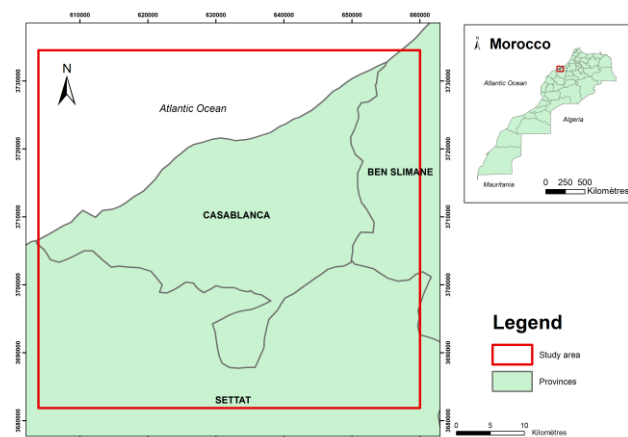 610000 620000 630000 640000 650000 660000
3730000
3720000
3710000
3700000
3690000
3680000
N
Atlantic Ocean
BEN SLIMANE
CASABLANCA
SETTAT
3730000
3720000
3710000
3700000
3690000
3680000
N
Morocco
Atlantic Ocean
Algeria
Mauritania
0 250 500
Kilomètres
Legend
Study area
Provinces
0 5 10
Kilomètres